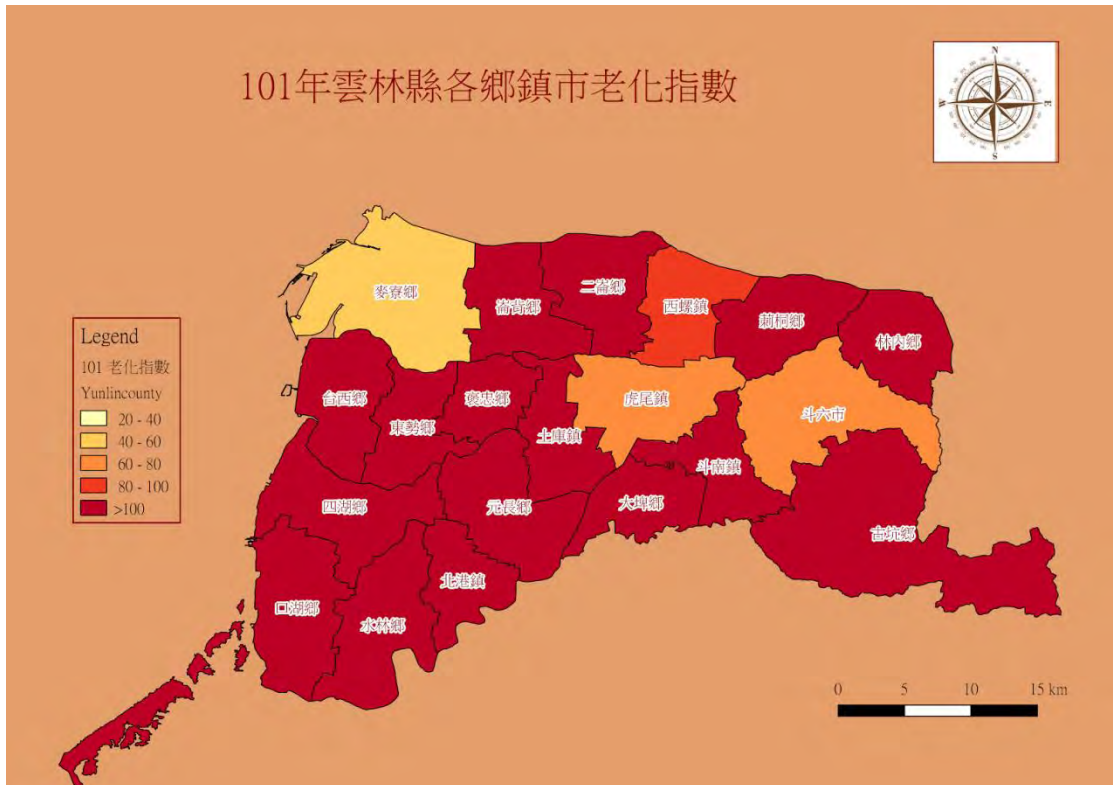 101年雲林縣各鄉鎮市老化指數
N
W
E
S
麥寮鄉
崙背鄉
二崙鄉
西螺鎮
莿桐鄉
林內鄉
Legend
101 老化指數
Yunlincounty
20 - 40
40 - 60
60 - 80
80 - 100
>100
台西鄉
東勢鄉
褒忠鄉
土庫鎮
虎尾鎮
斗六市
斗南鎮
四湖鄉
元長鄉
大埤鄉
古坑鄉
北港鎮
口湖鄉
水林鄉
0 5 10 15 km